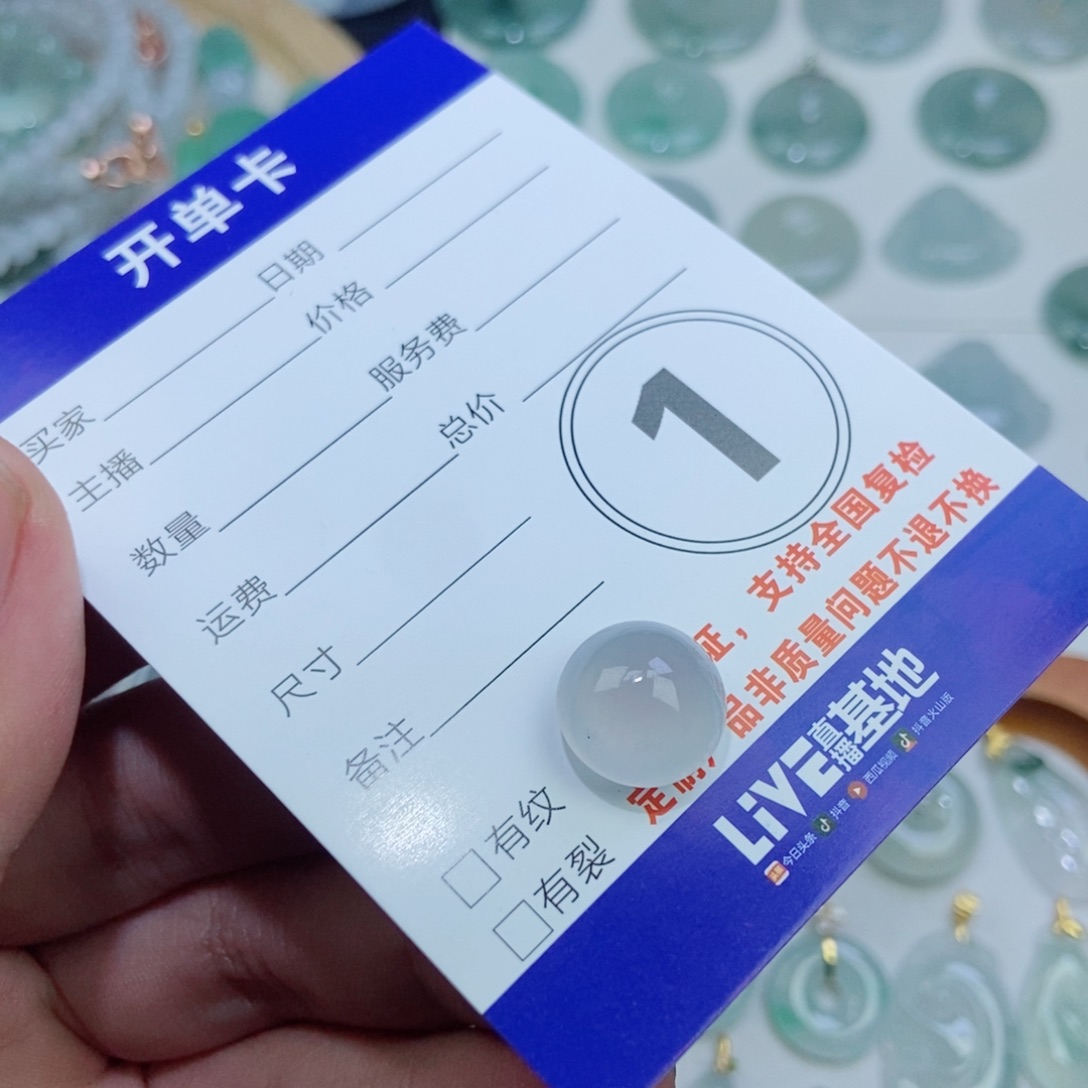 开单卡
买家 日期
主播 价格
数量 服务费
运费 总价
尺寸
备注
1
有纹
有裂
证，支持全国复检
定制 品非质量问题不退不换
LiVE直播基地
今日头条 抖音 西瓜视频 抖音火山版